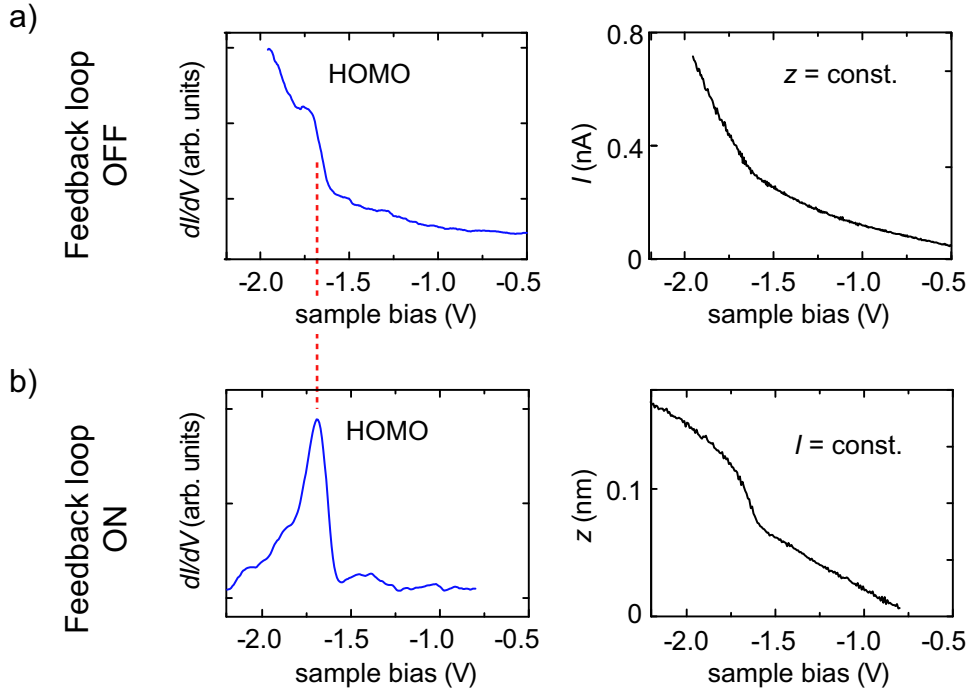 a)
Feedback loop
OFF
dI/dV (arb. units)
HOMO
-2.0 -1.5 -1.0 -0.5
sample bias (V)
I (nA)
0.8
0.4
0
z = const.
-2.0 -1.5 -1.0 -0.5
sample bias (V)
b)
Feedback loop
ON
dI/dV (arb. units)
HOMO
-2.0 -1.5 -1.0 -0.5
sample bias (V)
z (nm)
0.1
0
I = const.
-2.0 -1.5 -1.0 -0.5
sample bias (V)